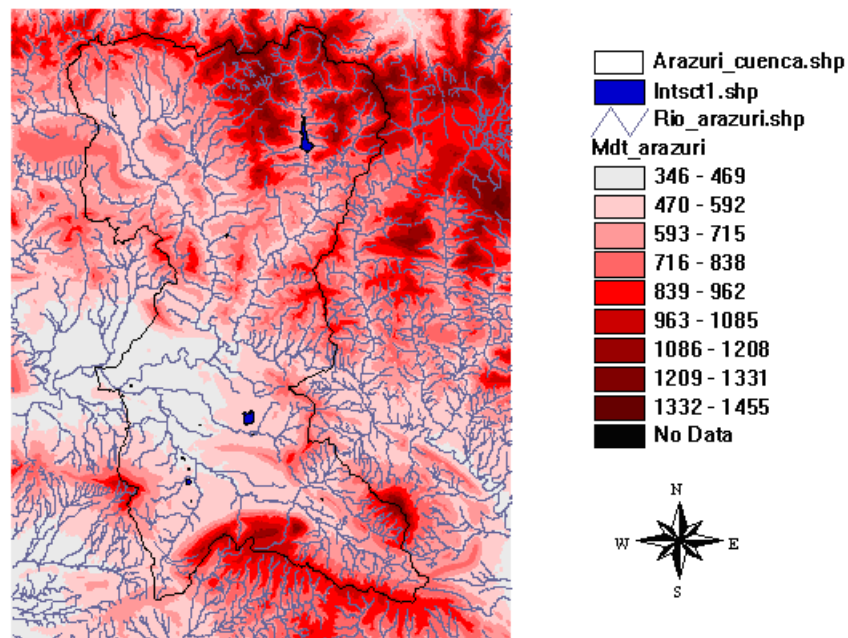 Arazuri_cuenca.shp
Intsct1.shp
Rio_arazuri.shp
Mdt_arazuri
346 - 469
470 - 592
593 - 715
716 - 838
839 - 962
963 - 1085
1086 - 1208
1209 - 1331
1332 - 1455
No Data
N
W E
S